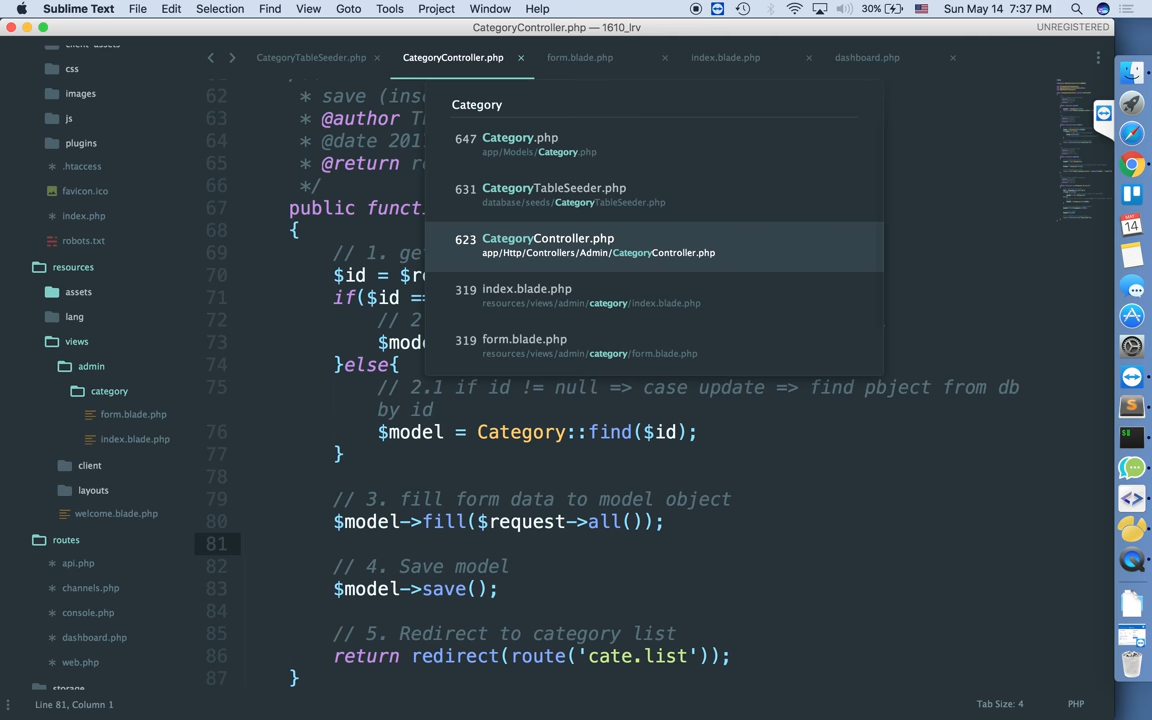 Sublime Text File Edit Selection Find View Goto Tools Project Window Help 30% Sun May 14 7:37 PM
CategoryController.php — 1610_lrv
UNREGISTERED
css
images
js
plugins
.htaccess
favicon.ico
index.php
robots.txt
resources
assets
lang
views
admin
category
form.blade.php
index.blade.php
client
layouts
welcome.blade.php
routes
api.php
channels.php
console.php
dashboard.php
web.php
storage
CategoryTableSeeder.php × CategoryController.php × form.blade.php × index.blade.php × dashboard.php ×
62 * save (inse
63 * @author T
64 * @date 201
65 * @return r
66 */
67 public funct
68 {
69 // 1. ge
70 $id = $r
71 if($id ==
72 // 2
73 $mod
74 }else{
75 // 2.1 if id != null => case update => find pbject from db
by id
76 $model = Category::find($id);
77 }
78
79 // 3. fill form data to model object
80 $model->fill($request->all());
81
82 // 4. Save model
83 $model->save();
84
85 // 5. Redirect to category list
86 return redirect(route('cate.list'));
87 }
Category
647 Category.php
app/Models/Category.php
631 CategoryTableSeeder.php
database/seeds/CategoryTableSeeder.php
623 CategoryController.php
app/Http/Controllers/Admin/CategoryController.php
319 index.blade.php
resources/views/admin/category/index.blade.php
319 form.blade.php
resources/views/admin/category/form.blade.php
MAY
14
Line 81, Column 1
Tab Size: 4
PHP